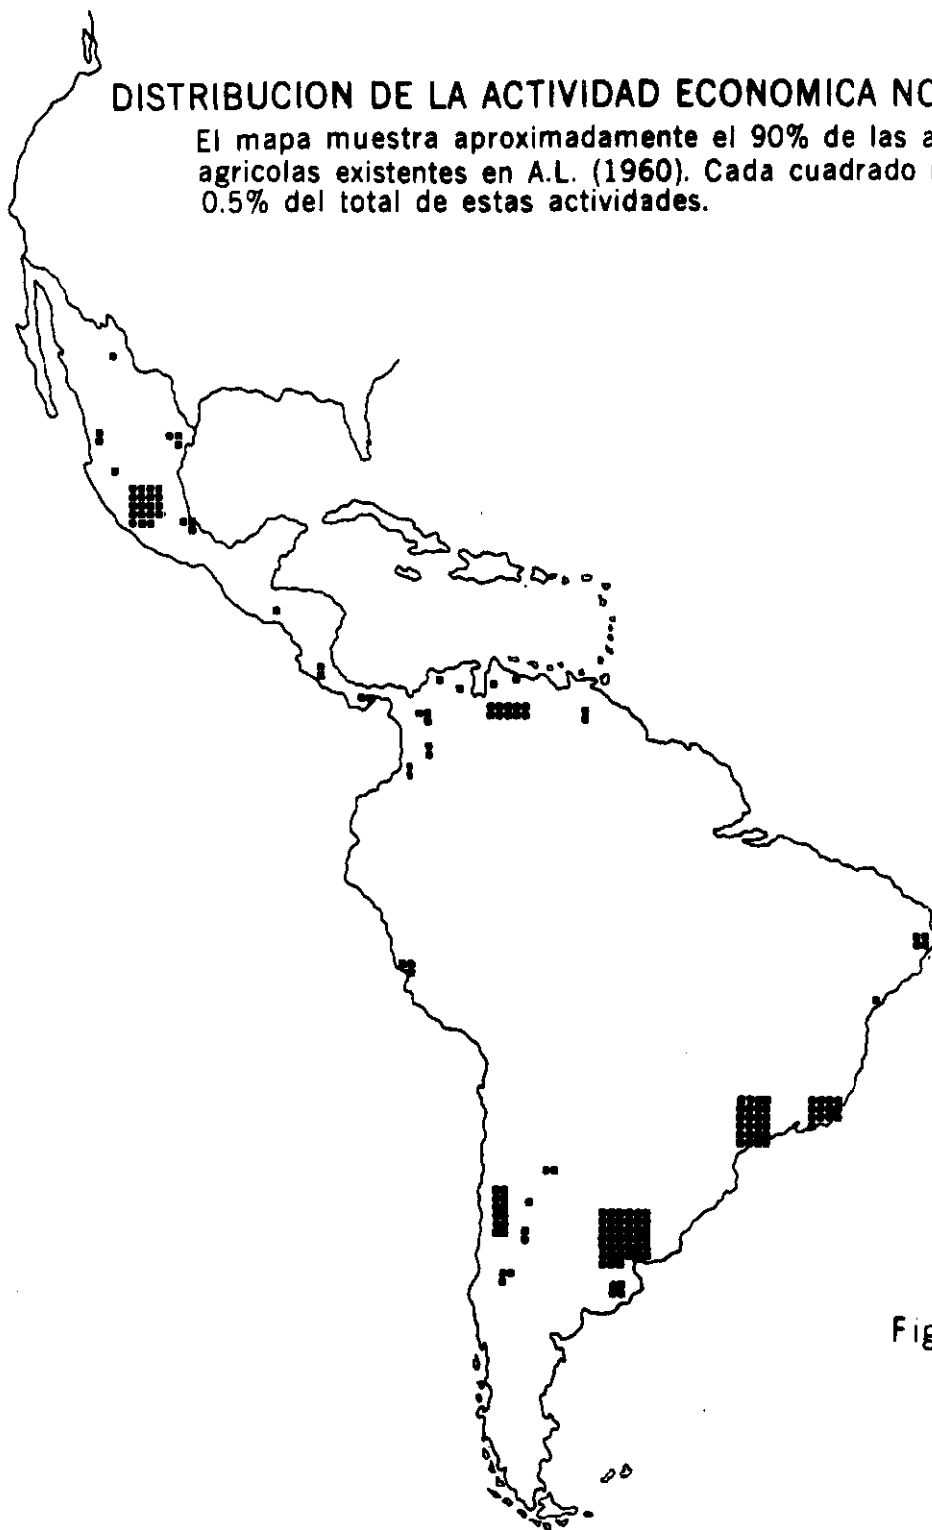 DISTRIBUCION DE LA ACTIVIDAD ECONOMICA NO
El mapa muestra aproximadamente el 90% de las a
agricolas existentes en A.L. (1960). Cada cuadrado
0.5% del total de estas actividades.
Fig